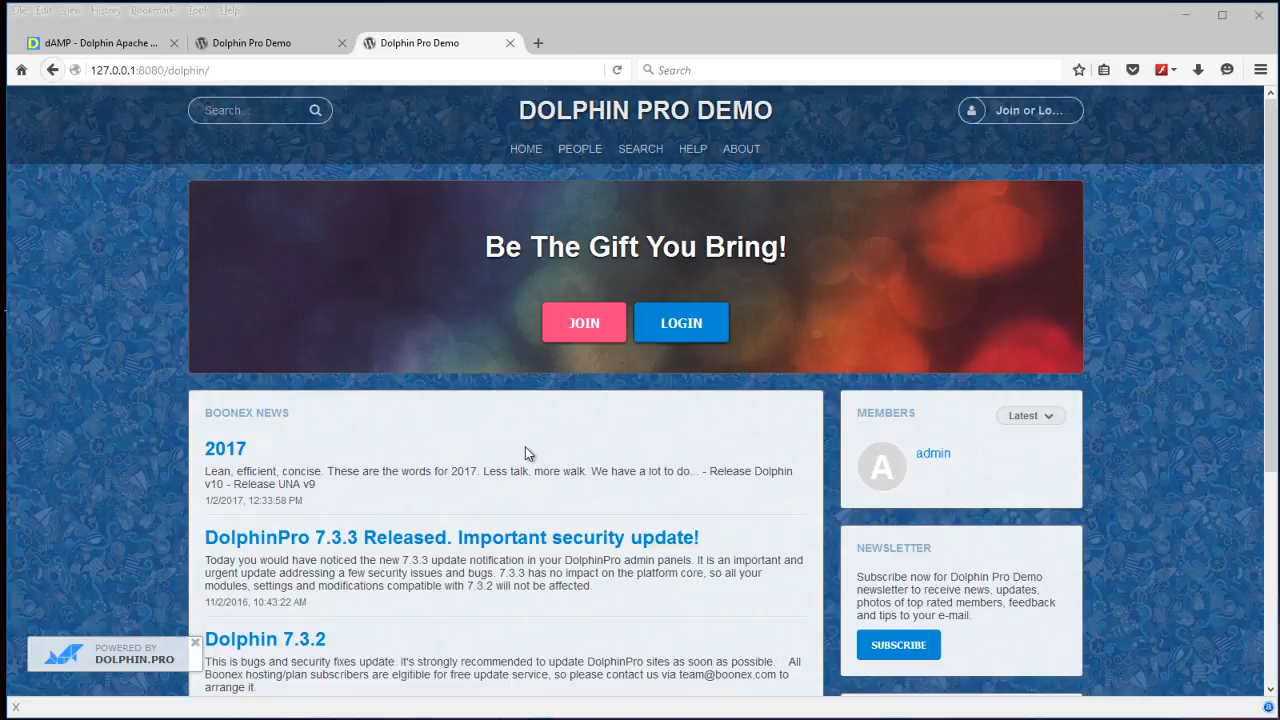 File Edit View History Bookmarks Tools Help
dAMP - Dolphin Apache ...
Dolphin Pro Demo
Dolphin Pro Demo
127.0.0.1:8080/dolphin/
Search
Search...
DOLPHIN PRO DEMO
Join or Lo...
HOME PEOPLE SEARCH HELP ABOUT
Be The Gift You Bring!
JOIN
LOGIN
BOONEX NEWS
2017
Lean, efficient, concise. These are the words for 2017. Less talk, more walk. We have a lot to do... - Release Dolphin
v10 - Release UNA v9
1/2/2017, 12:33:58 PM
DolphinPro 7.3.3 Released. Important security update!
Today you would have noticed the new 7.3.3 update notification in your DolphinPro admin panels. It is an important and
urgent update addressing a few security issues and bugs. 7.3.3 has no impact on the platform core, so all your
modules, settings and modifications compatible with 7.3.2 will not be affected.
11/2/2016, 10:43:22 AM
Dolphin 7.3.2
This is bugs and security fixes update. It's strongly recommended to update DolphinPro sites as soon as possible. All
Boonex hosting/plan subscribers are elgitible for free update service, so please contact us via team@boonex.com to
arrange it.
MEMBERS
Latest
A
admin
NEWSLETTER
Subscribe now for Dolphin Pro Demo
newsletter to receive news, updates,
photos of top rated members, feedback
and tips to your e-mail.
SUBSCRIBE
POWERED BY
DOLPHIN.PRO
X